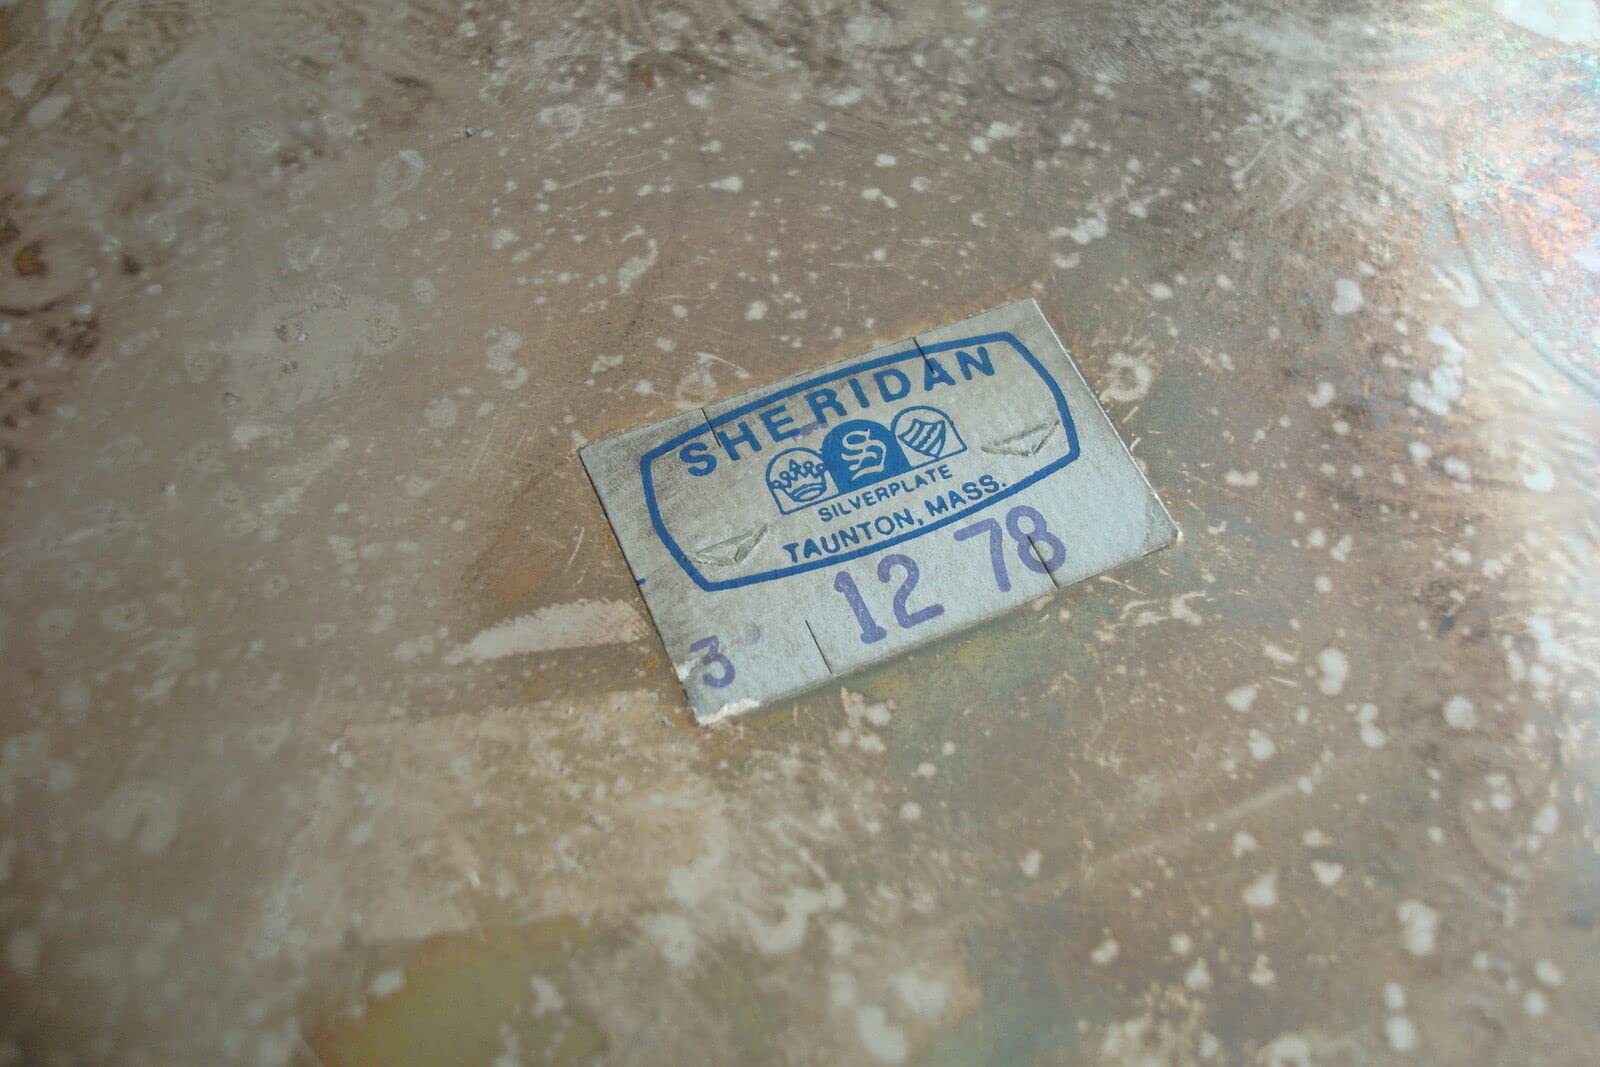 SHERIDAN
S
SILVERPLATE
TAUNTON, MASS.
12 78
3